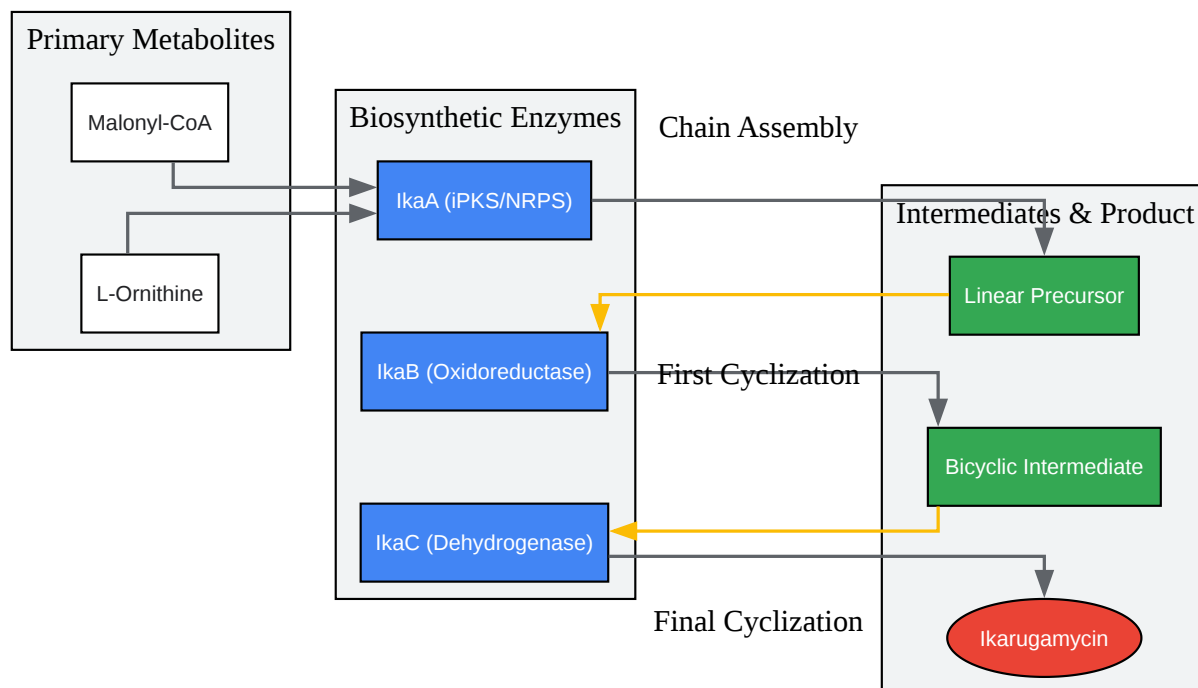 Primary Metabolites
Malonyl-CoA
L-Ornithine
Biosynthetic Enzymes
IkaA (iPKS/NRPS)
IkaB (Oxidoreductase)
IkaC (Dehydrogenase)
Chain Assembly
First Cyclization
Final Cyclization
Intermediates & Product
Linear Precursor
Bicyclic Intermediate
Ikarugamycin